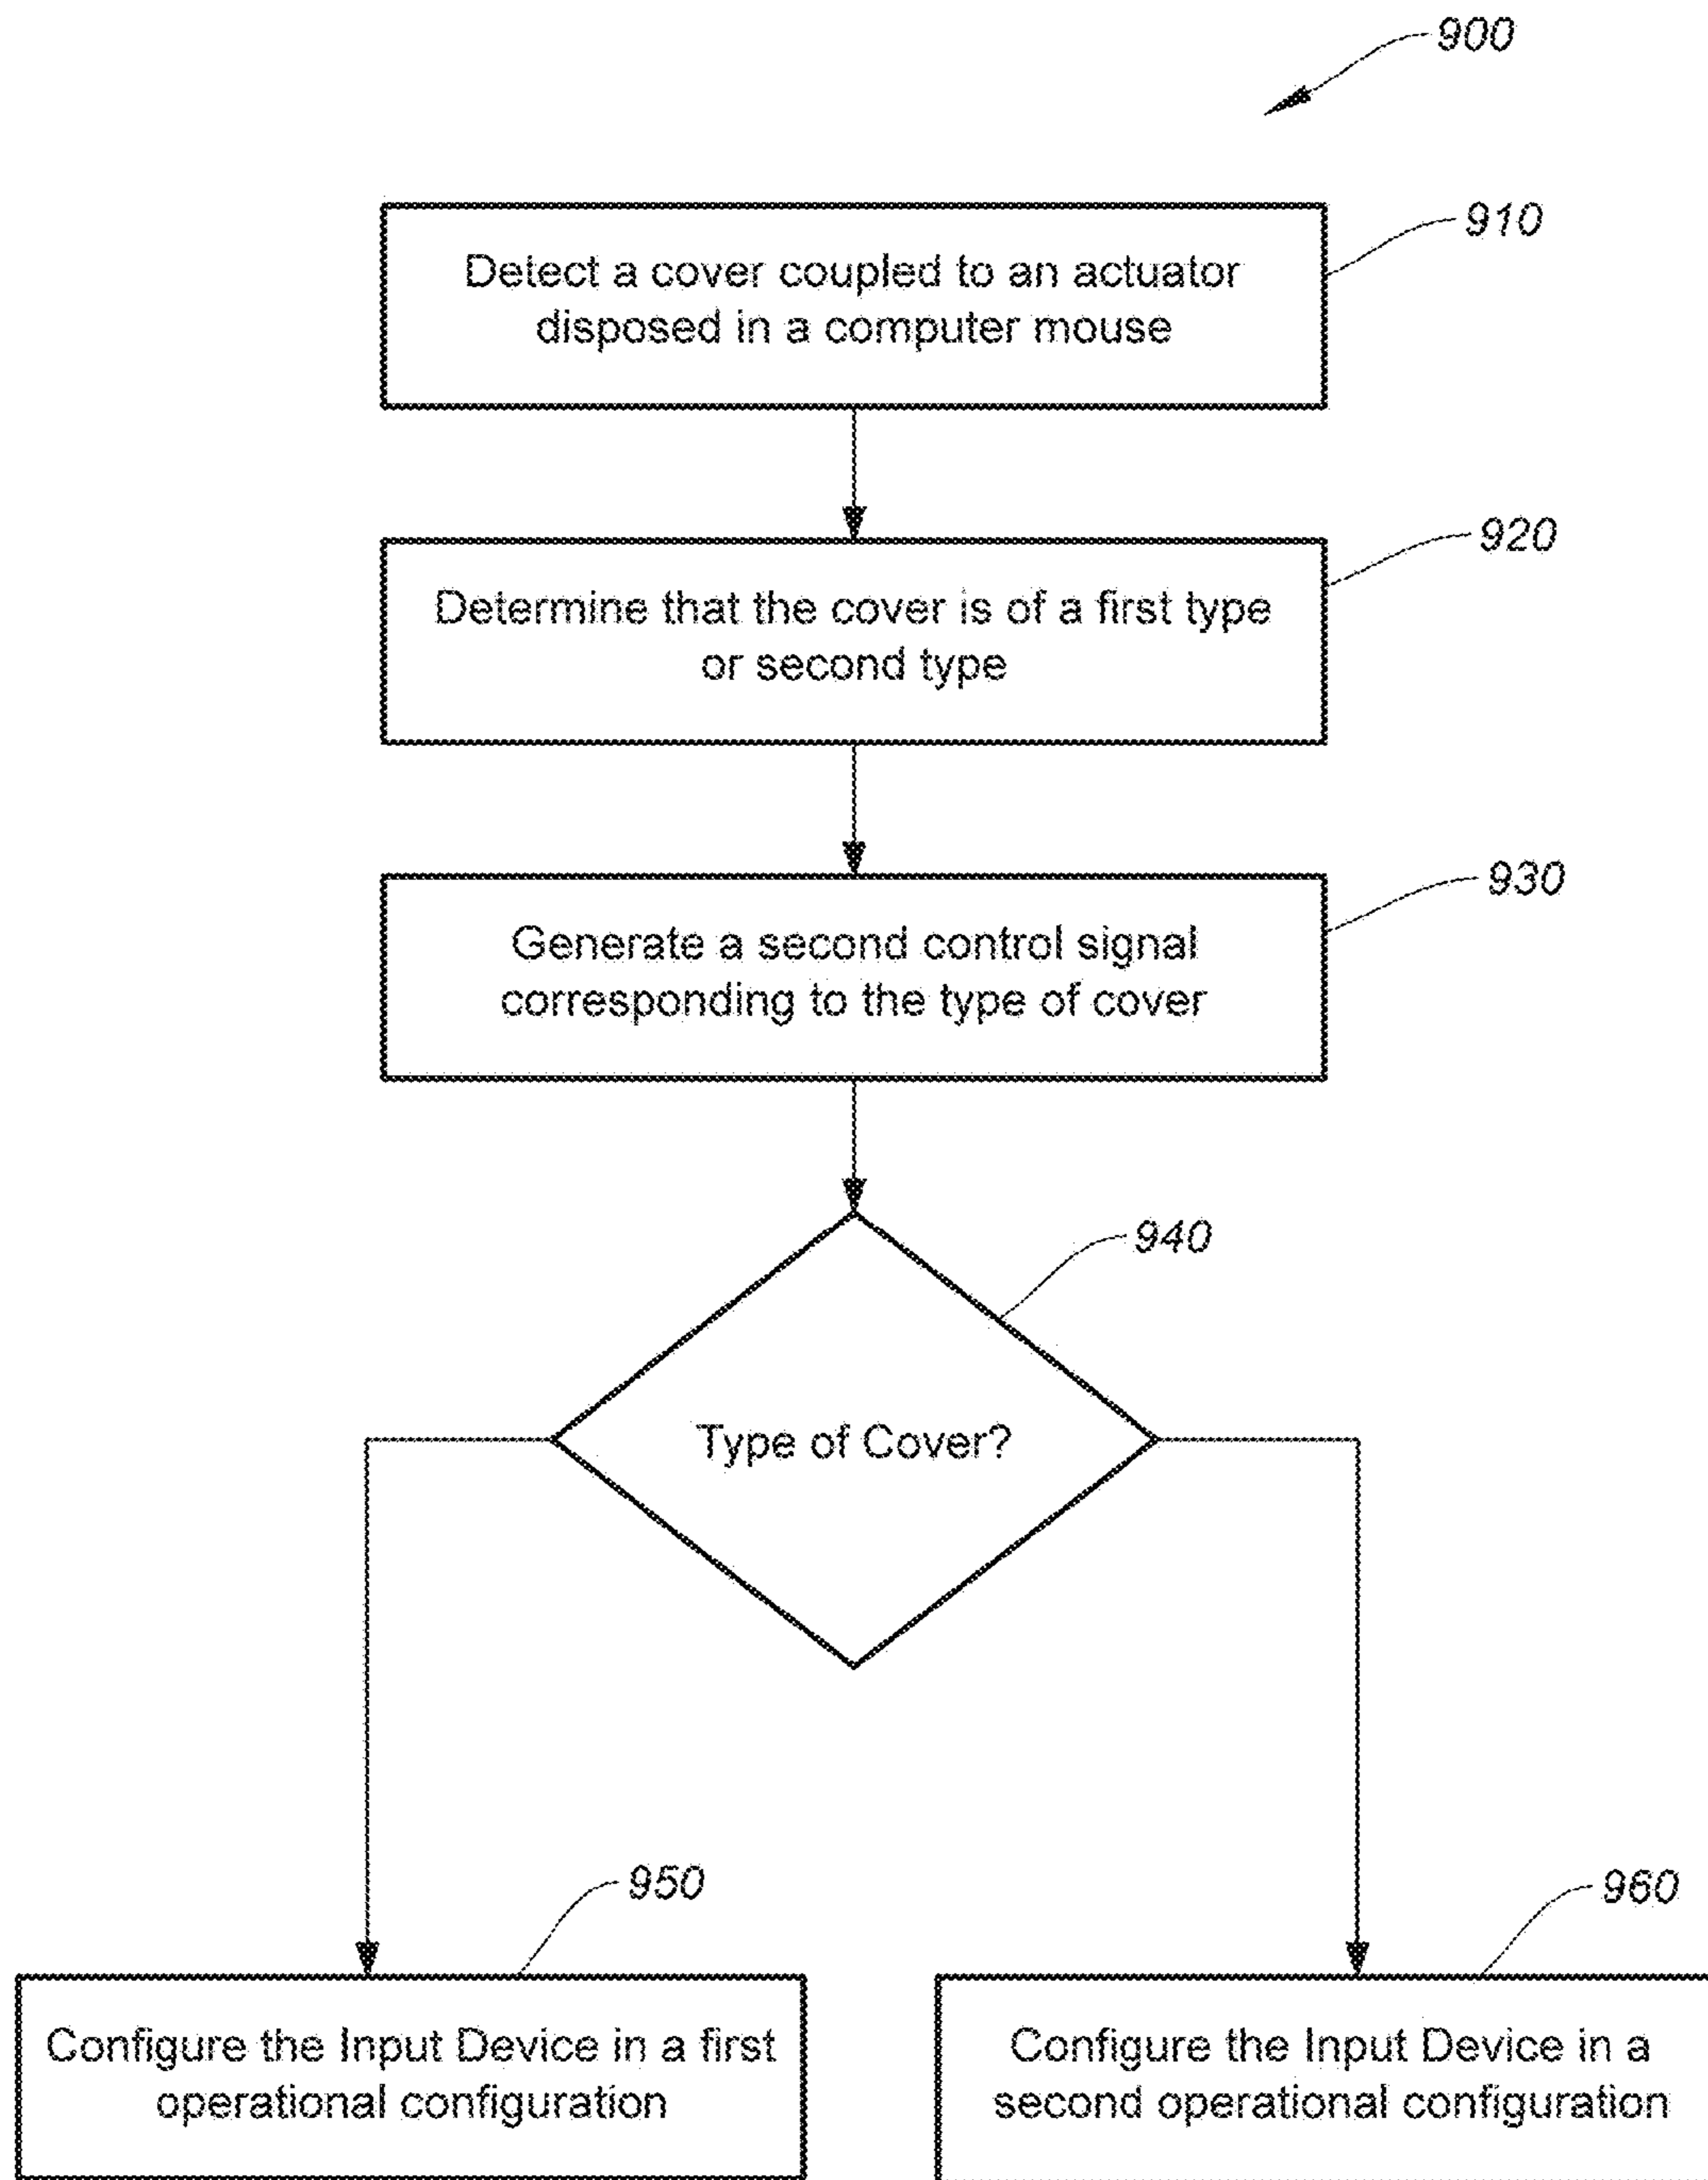 900
910
Detect a cover coupled to an actuator
disposed in a computer mouse
920
Determine that the cover is of a first type
or second type
930
Generate a second control signal
corresponding to the type of cover
940
Type of Cover?
950
Configure the Input Device in a first
operational configuration
960
Configure the Input Device in a
second operational configuration